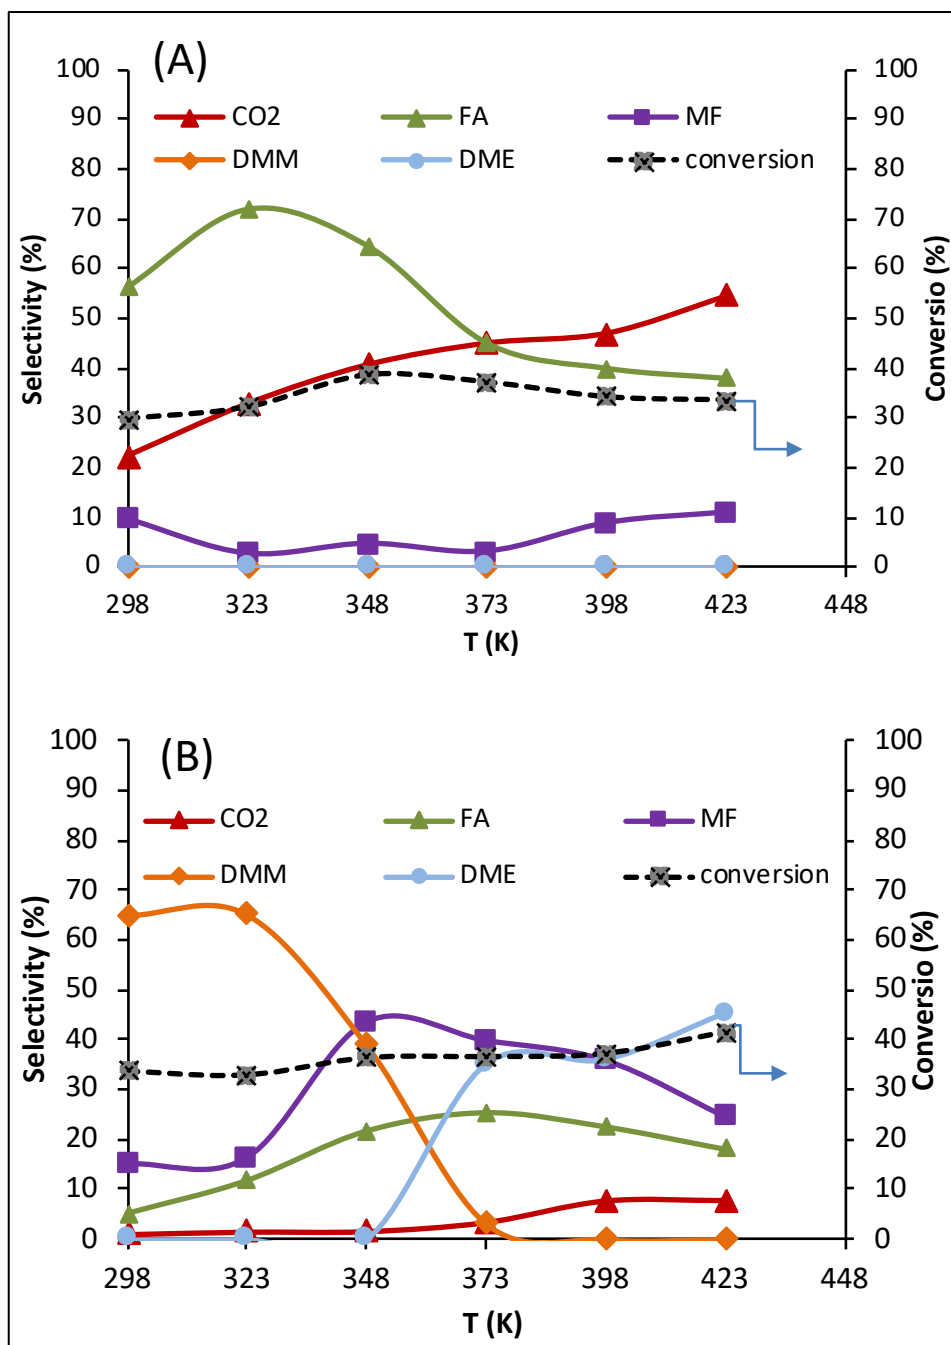 (A)
100 100
90 90
80 80
70 70
60 60
50 50
40 40
30 30
20 20
10 10
0 0
CO2 FA MF
DMM DME conversion
Selectivity (%)
Conversio (%)
298 323 348 373 398 423 448
T (K)
(B)
100 100
90 90
80 80
70 70
60 60
50 50
40 40
30 30
20 20
10 10
0 0
CO2 FA MF
DMM DME conversion
Selectivity (%)
Conversio (%)
298 323 348 373 398 423 448
T (K)